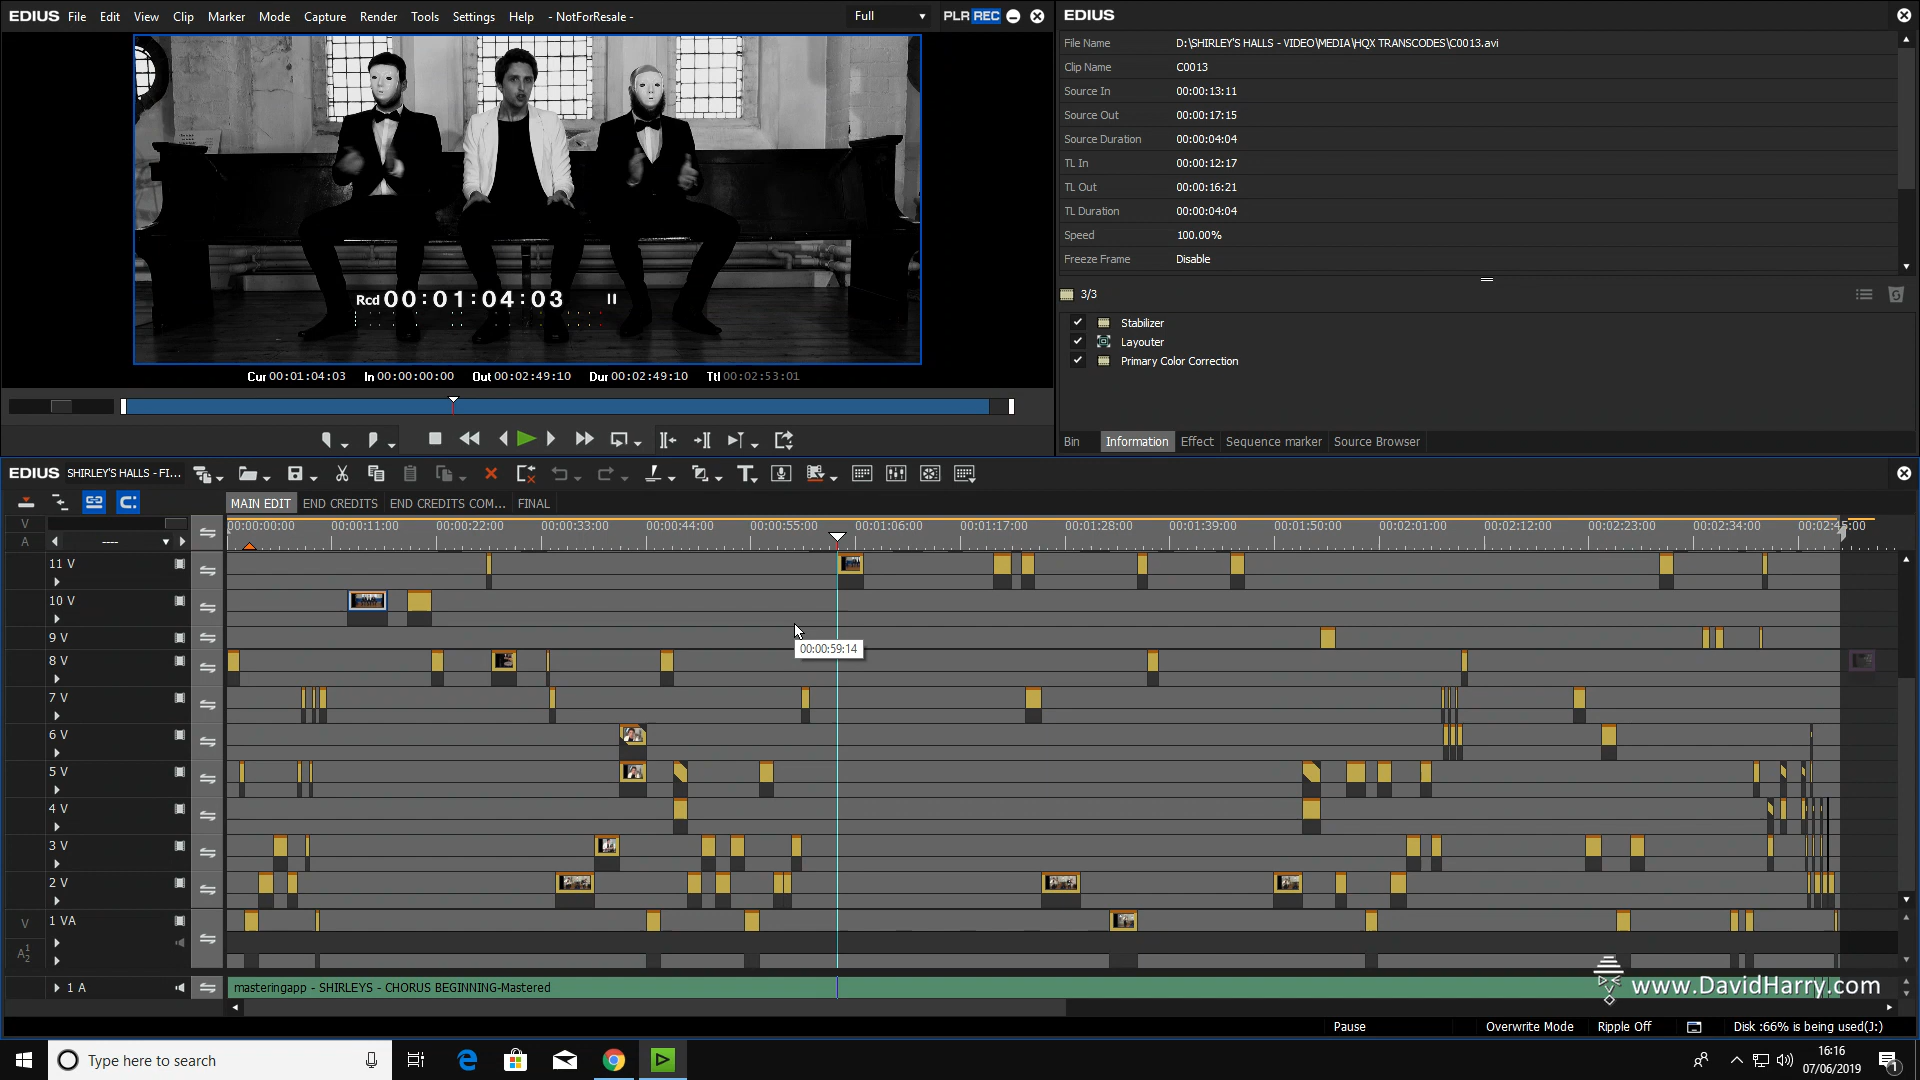 EDIUS File Edit View Clip Marker Mode Capture Render Tools Settings Help - NotForResale - Full PLR REC
Rcd 00:01:04:03
Cur 00:01:04:03 In 00:00:00:00 Out 00:02:49:10 Dur 00:02:49:10 Ttl 00:02:53:01
EDIUS
File Name D:\SHIRLEY'S HALLS - VIDEO\MEDIA\HQX TRANSCODES\C0013.avi
Clip Name C0013
Source In 00:00:13:11
Source Out 00:00:17:15
Source Duration 00:00:04:04
TL In 00:00:12:17
TL Out 00:00:16:21
TL Duration 00:00:04:04
Speed 100.00%
Freeze Frame Disable
3/3
Stabilizer
Layouter
Primary Color Correction
Bin Information Effect Sequence marker Source Browser
EDIUS SHIRLEY'S HALLS - FI...
MAIN EDIT END CREDITS END CREDITS COM... FINAL
V 00:00:00:00 00:00:11:00 00:00:22:00 00:00:33:00 00:00:44:00 00:00:55:00 00:01:06:00 00:01:17:00 00:01:28:00 00:01:39:00 00:01:50:00 00:02:01:00 00:02:12:00 00:02:23:00 00:02:34:00 00:02:45:00
A ----
11 V
10 V
9 V
00:00:59:14
8 V
7 V
6 V
5 V
4 V
3 V
2 V
V 1 VA
A 1 2
1 A masteringapp - SHIRLEYS - CHORUS BEGINNING-Mastered
www.DavidHarry.com
Pause Overwrite Mode Ripple Off Disk :66% is being used(J:)
Type here to search
16:16
07/06/2019
1